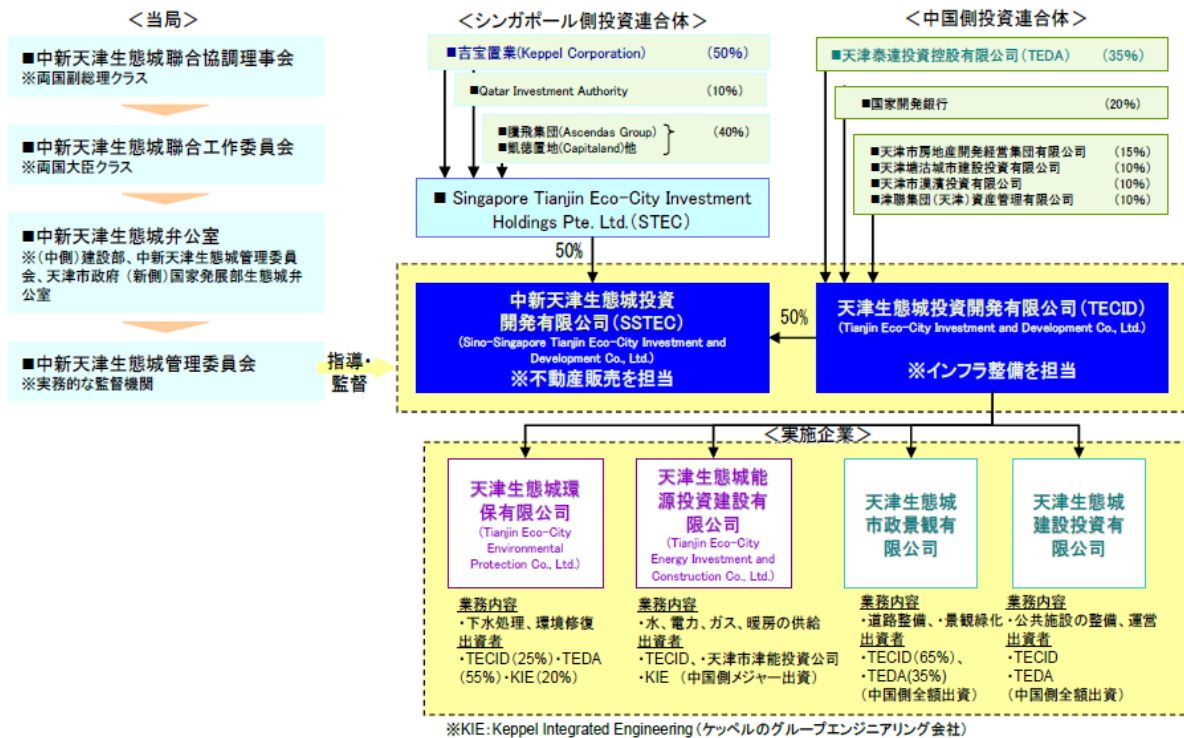 ＜当局＞
■中新天津生態城聯合協調理事会
※両国副総理クラス
■中新天津生態城聯合工作委員会
※両国大臣クラス
■中新天津生態城弁公室
※(中側)建設部、中新天津生態城管理委員
会、天津市政府 (新側)国家発展部生態城弁
公室
■中新天津生態城管理委員会
※実務的な監督機関
指導・
監督
＜シンガポール側投資連合体＞
■吉宝置業(Keppel Corporation) (50%)
■Qatar Investment Authority (10%)
■騰飛集団(Ascendas Group)
■凱徳置地(Capitaland)他
(40%)
■ Singapore Tianjin Eco-City Investment
Holdings Pte. Ltd.(STEC)
50%
＜中国側投資連合体＞
■天津泰達投資控股有限公司(TEDA) (35%)
■国家開発銀行 (20%)
■天津市房地産開発経営集団有限公司 (15%)
■天津塘沽城市建設投資有限公司 (10%)
■天津市漢濱投資有限公司 (10%)
■津聯集団(天津)資産管理有限公司 (10%)
中新天津生態城投資
開発有限公司(SSTEC)
(Sino-Singapore Tianjin Eco-City Investment and
Development Co., Ltd.)
※不動産販売を担当
50%
天津生態城投資開発有限公司(TECID)
(Tianjin Eco-City Investment and Development Co., Ltd.)
※インフラ整備を担当
＜実施企業＞
天津生態城環
保有限公司
(Tianjin Eco-City
Environmental
Protection Co., Ltd.)
業務内容
・下水処理、環境修復
出資者
・TECID(25%)・TEDA
(55%)・KIE(20%)
天津生態城能
源投資建設有
限公司
(Tianjin Eco-City
Energy Investment and
Construction Co., Ltd.)
業務内容
・水、電力、ガス、暖房の供給
出資者
・TECID、・天津市津能投資公司
・KIE (中国側メジャー出資)
天津生態城
市政景観有
限公司
業務内容
・道路整備、・景観緑化
出資者
・TECID(65%)、
・TEDA(35%)
(中国側全額出資)
天津生態城
建設投資有
限公司
業務内容
・公共施設の整備、運営
出資者
・TECID
・TEDA
(中国側全額出資)
※KIE：Keppel Integrated Engineering (ケッペルのグループエンジニアリング会社)